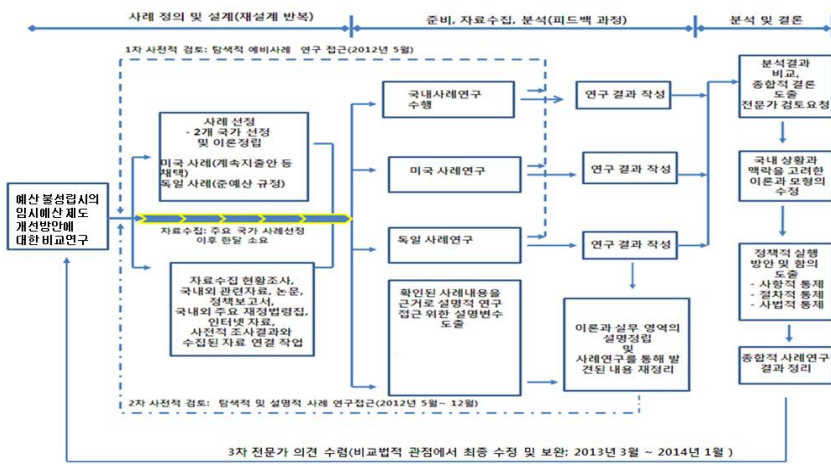 사례 정의 및 설계(재설계 반복)
준비, 자료수집, 분석(피드백 과정)
분석 및 결론
1차 사전적 검토: 탐색적 예비사례 연구 접근(2012년 5월)
예산 불성립시의
임시예산 제도
개선방안에
대한 비교연구
사례 선정
- 2개 국가 선정
및 이론정립
미국 사례(계속지출안 등
채택)
독일 사례(준예산 규정)
자료수집: 주요 국가 사례선정
이후 한달 소요
자료수집 현황조사,
국내외 관련자료, 논문,
정책보고서,
국내외 주요 재정법령집,
인터넷 자료,
사전적 조사결과와
수집된 자료 연결 작업
국내사례연구
수행
미국 사례연구
독일 사례연구
확인된 사례내용을
근거로 설명적 연구
접근 위한 설명변수
도출
연구 결과 작성
연구 결과 작성
연구 결과 작성
이론과 실무 영역의
설명정립
및
사례연구를 통해 발
견된 내용 재정리
분석결과
비교,
종합적 결론
도출
전문가 검토요청
국내 상황과
맥락을 고려한
이론과 모형의
수정
정책적 실행
방안 및 함의
도출
- 사항적 통제
- 절차적 통제
- 사법적 통제
종합적 사례연구
결과 정리
2차 사전적 검토: 탐색적 및 설명적 사례 연구접근(2012년 5월~ 12월)
3차 전문가 의견 수렴(비교법적 관점에서 최종 수정 및 보완; 2013년 3월 ~ 2014년 1월 )